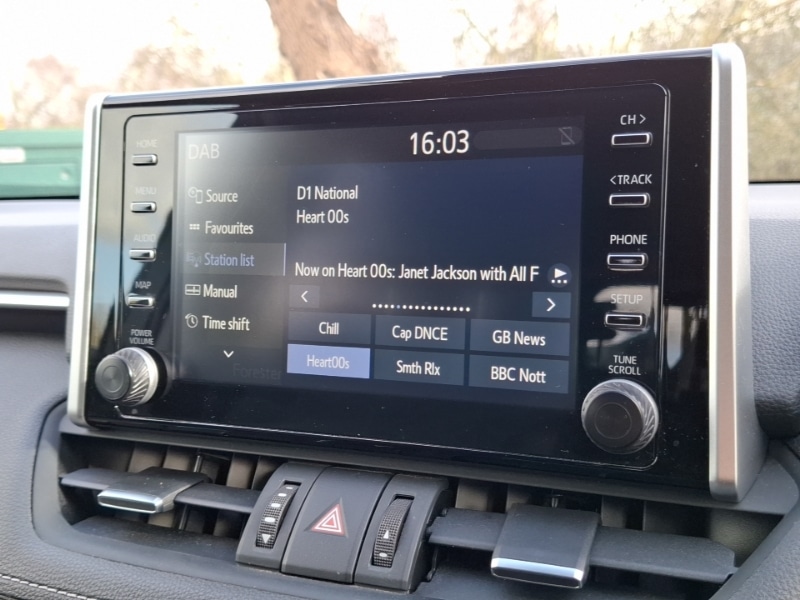 DAB
16:03
Source
Favourites
Station list
Manual
Time shift
D1 National
Heart 00s
Now on Heart 00s: Janet Jackson with All F
Chill
Cap DNCE
GB News
Heart00s
Smth Rlx
BBC Nott
HOME
MENU
AUDIO
MAP
POWER
VOLUME
CH >
< TRACK
PHONE
SETUP
TUNE
SCROLL